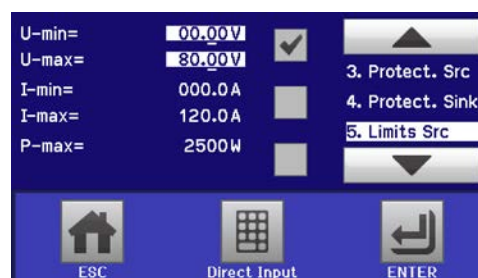 U-min= 00.00V
U-max= 80.00V
I-min= 000.0A
I-max= 120.0A
P-max= 2500W
3. Protect. Src
4. Protect. Sink
5. Limits Src
ESC Direct Input ENTER